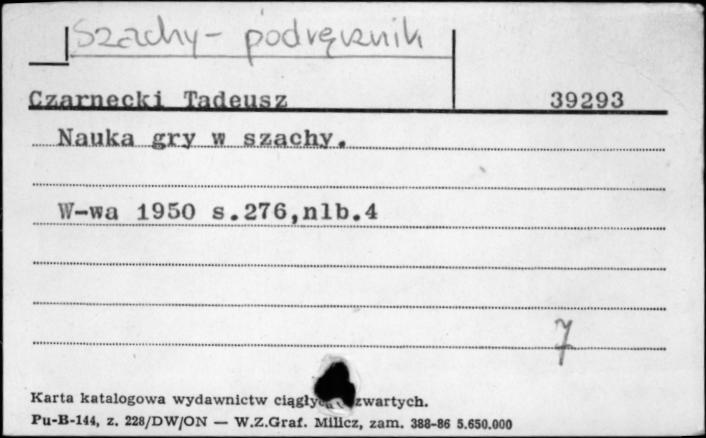 Szachy - podręcznik
Czarnecki Tadeusz 39293
Nauka gry w szachy.
W-wa 1950 s.276,nlb.4
7
Karta katalogowa wydawnictw ciągłyc zwartych.
Pu-B-144, z. 228/DW/ON — W.Z.Graf. Milicz, zam. 388-86 5.650.000